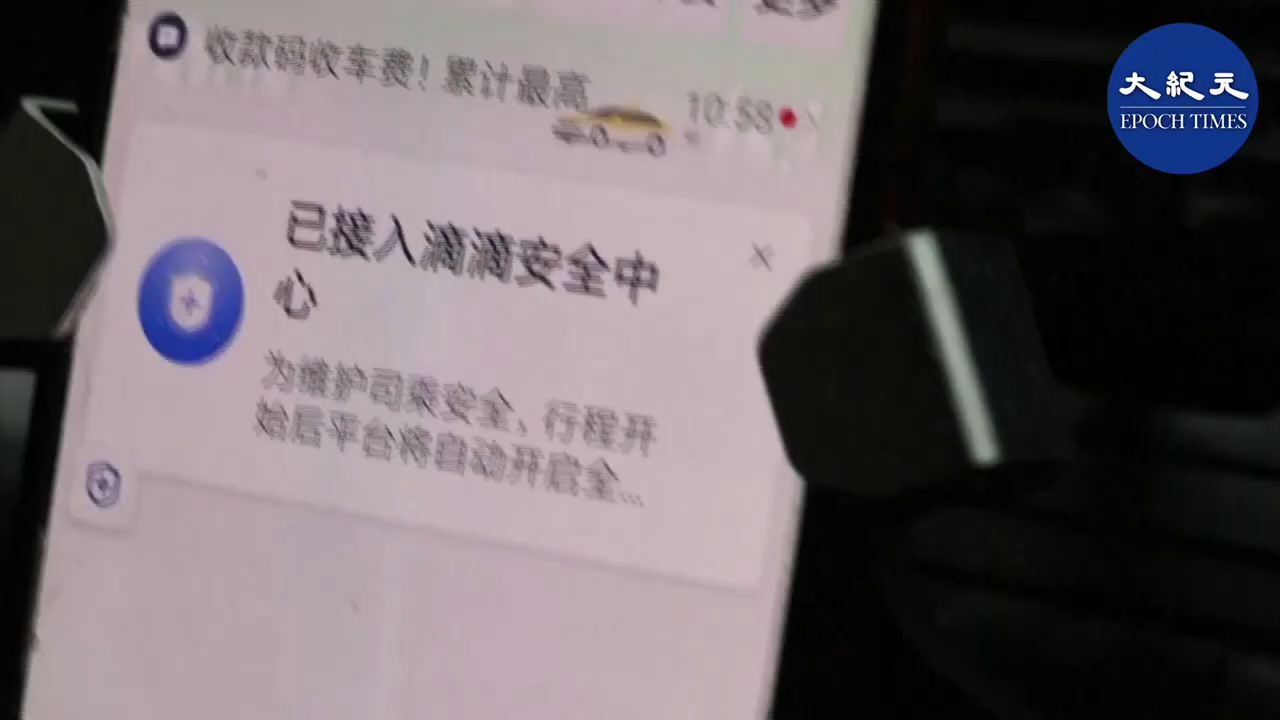 更多
大紀元
EPOCH TIMES
收款码收车费！累计最高
10:58
已接入滴滴安全中
心
为维护司乘安全，行程开
始后平台将自动开启全...